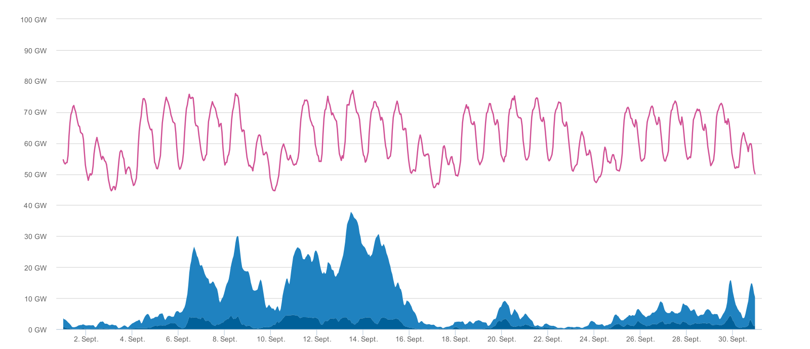 100 GW
90 GW
80 GW
70 GW
60 GW
50 GW
40 GW
30 GW
20 GW
10 GW
0 GW
2. Sept. 4. Sept. 6. Sept. 8. Sept. 10. Sept. 12. Sept. 14. Sept. 16. Sept. 18. Sept. 20. Sept. 22. Sept. 24. Sept. 26. Sept. 28. Sept. 30. Sept.